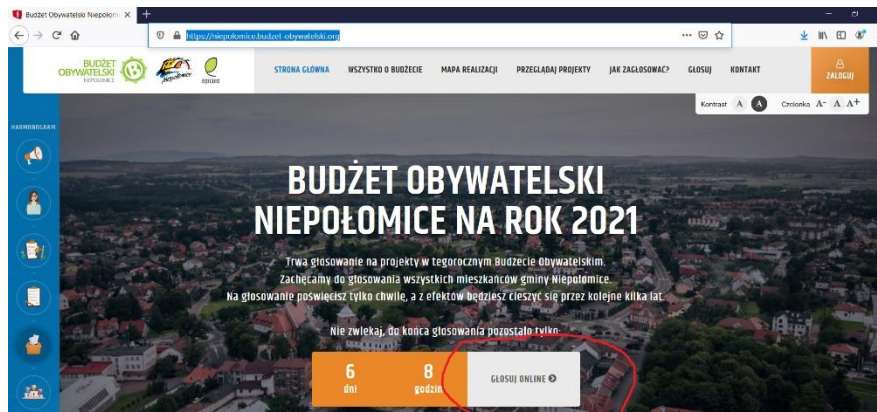 Budżet Obywatelski Niepołom
https://niepolomice.budzet-obywatelski.org
BUDŻET
OBYWATELSKI
NIEPOŁOMICE
Niepołomice
STRONA GŁÓWNA WSZYSTKO O BUDŻECIE MAPA REALIZACJI PRZEGLĄDAJ PROJEKTY JAK ZAGŁOSOWAĆ? GŁOSUJ KONTAKT
ZALOGUJ
Kontrast A A Czcionka A- A A+
HARMONOGRAM
BUDŻET OBYWATELSKI
NIEPOŁOMICE NA ROK 2021
Trwa głosowanie na projekty w tegorocznym Budżecie Obywatelskim.
Zachęcamy do głosowania wszystkich mieszkańców gminy Niepołomice.
Na głosowanie poświęcisz tylko chwilę, a z efektów będziesz cieszyć się przez kolejne kilka lat.
Nie zwlekaj, do końca głosowania pozostało tylko:
6 8
dni godzin
GŁOSUJ ONLINE